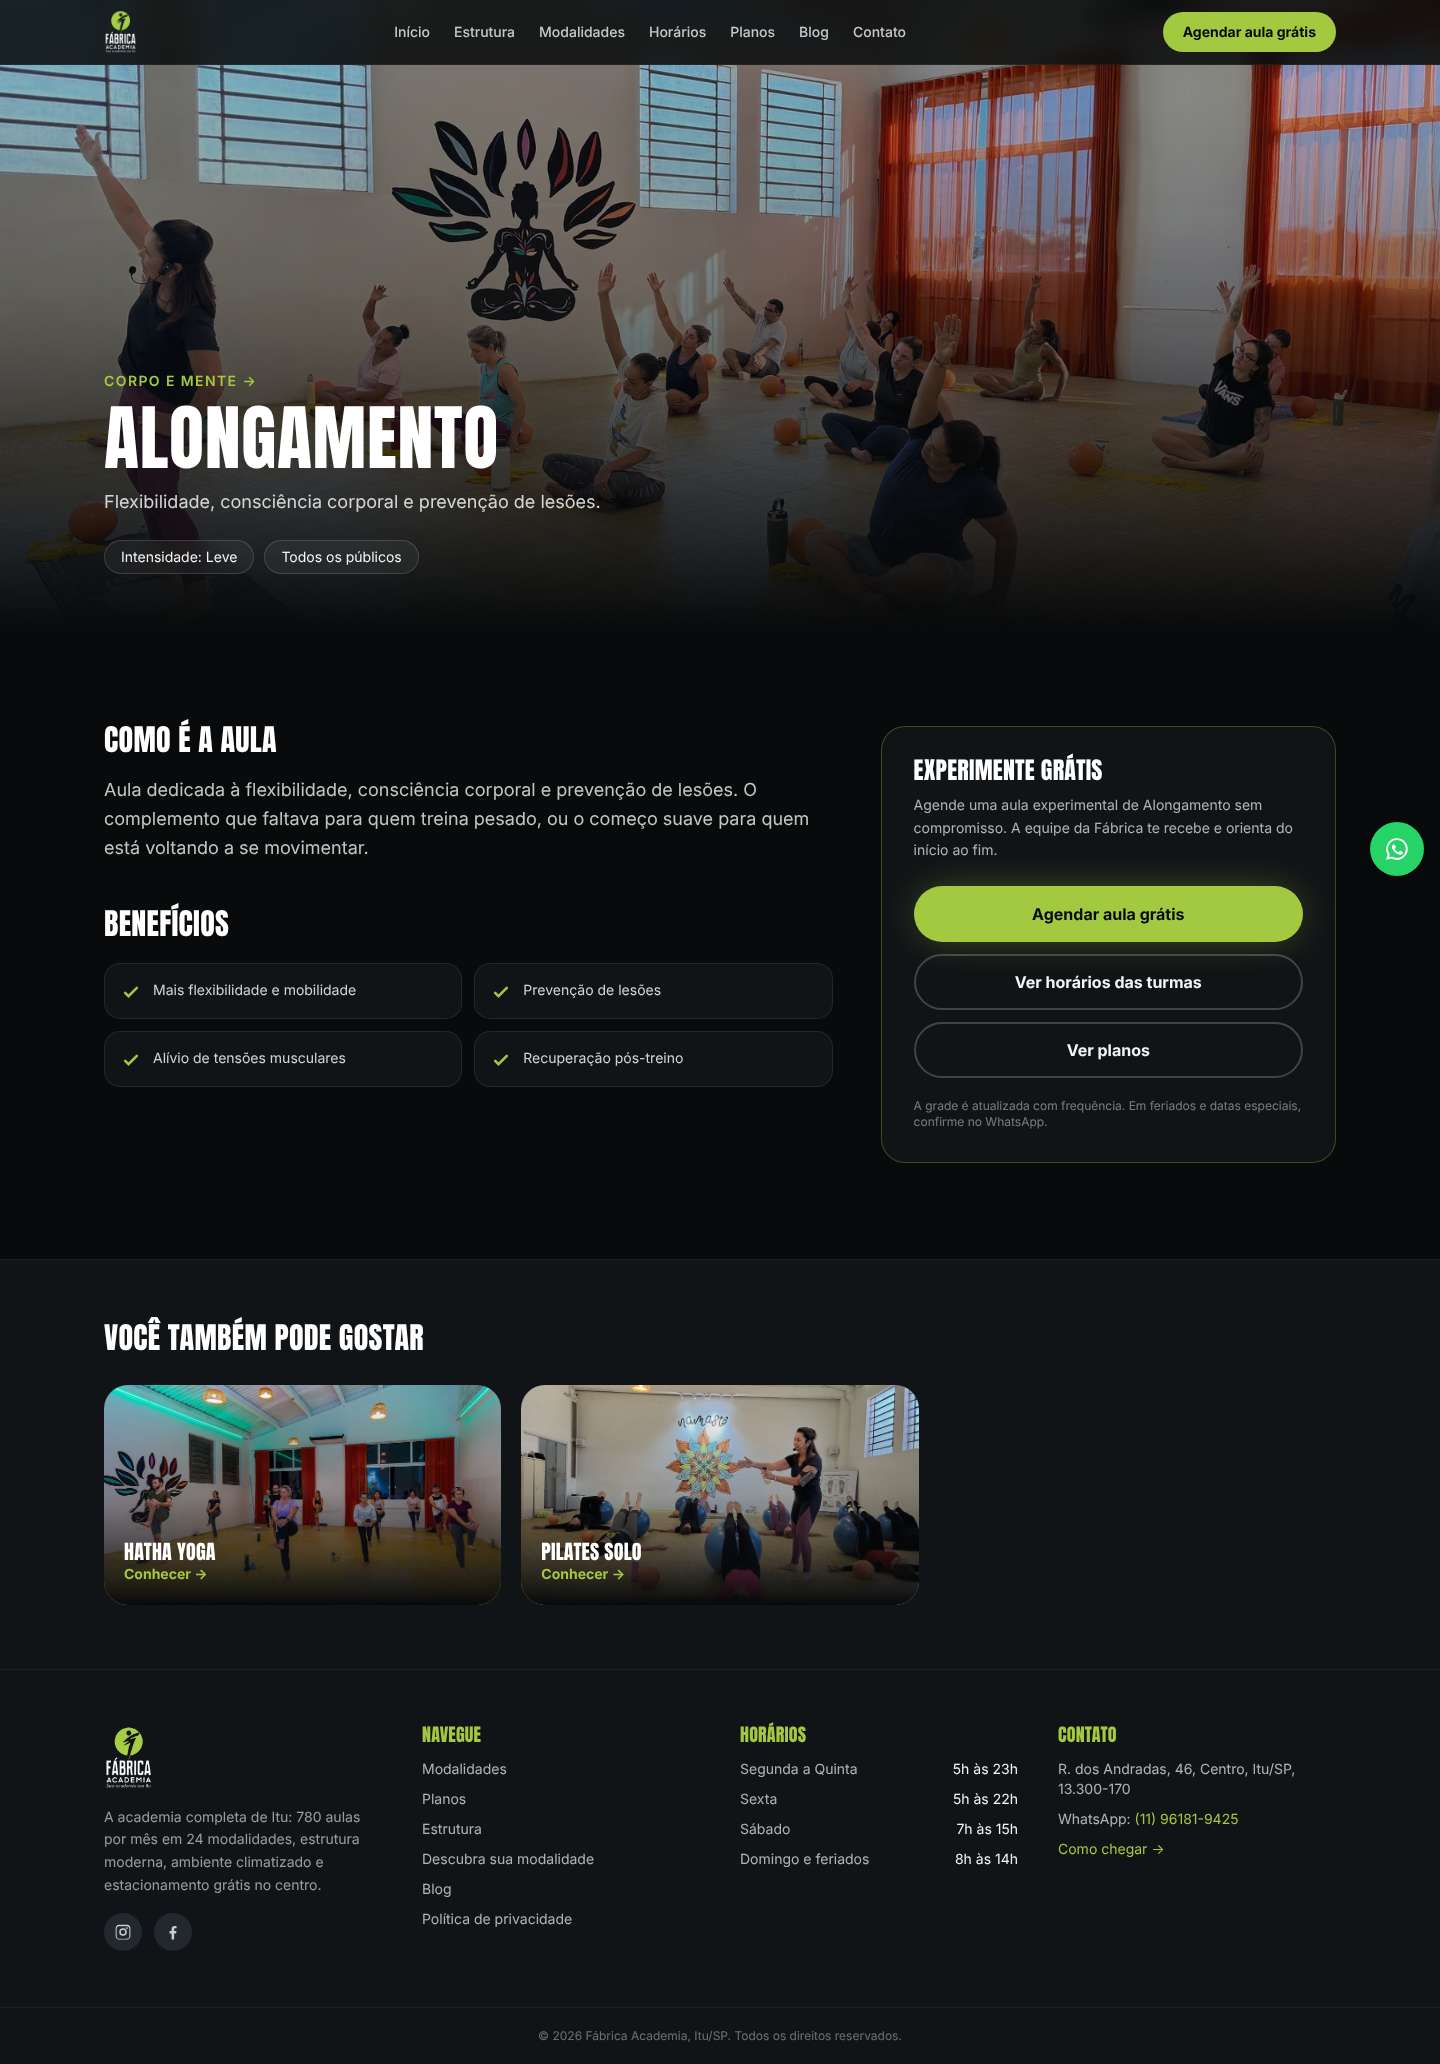 FÁBRICA
ACADEMIA
Início
Estrutura
Modalidades
Horários
Planos
Blog
Contato
Agendar aula grátis
VANS
CORPO E MENTE →
ALONGAMENTO
Flexibilidade, consciência corporal e prevenção de lesões.
Intensidade: Leve
Todos os públicos
COMO É A AULA
Aula dedicada à flexibilidade, consciência corporal e prevenção de lesões. O
complemento que faltava para quem treina pesado, ou o começo suave para quem
está voltando a se movimentar.
BENEFÍCIOS
Mais flexibilidade e mobilidade
Prevenção de lesões
Alívio de tensões musculares
Recuperação pós-treino
EXPERIMENTE GRÁTIS
Agende uma aula experimental de Alongamento sem
compromisso. A equipe da Fábrica te recebe e orienta do
início ao fim.
Agendar aula grátis
Ver horários das turmas
Ver planos
A grade é atualizada com frequência. Em feriados e datas especiais,
confirme no WhatsApp.
VOCÊ TAMBÉM PODE GOSTAR
HATHA YOGA
Conhecer →
namaste
PILATES SOLO
Conhecer →
FÁBRICA
ACADEMIA
A academia completa de Itu: 780 aulas
por mês em 24 modalidades, estrutura
moderna, ambiente climatizado e
estacionamento grátis no centro.
NAVEGUE
Modalidades
Planos
Estrutura
Descubra sua modalidade
Blog
Política de privacidade
HORÁRIOS
Segunda a Quinta 5h às 23h
Sexta 5h às 22h
Sábado 7h às 15h
Domingo e feriados 8h às 14h
CONTATO
R. dos Andradas, 46, Centro, Itu/SP,
13.300-170
WhatsApp: (11) 96181-9425
Como chegar →
© 2026 Fábrica Academia, Itu/SP. Todos os direitos reservados.